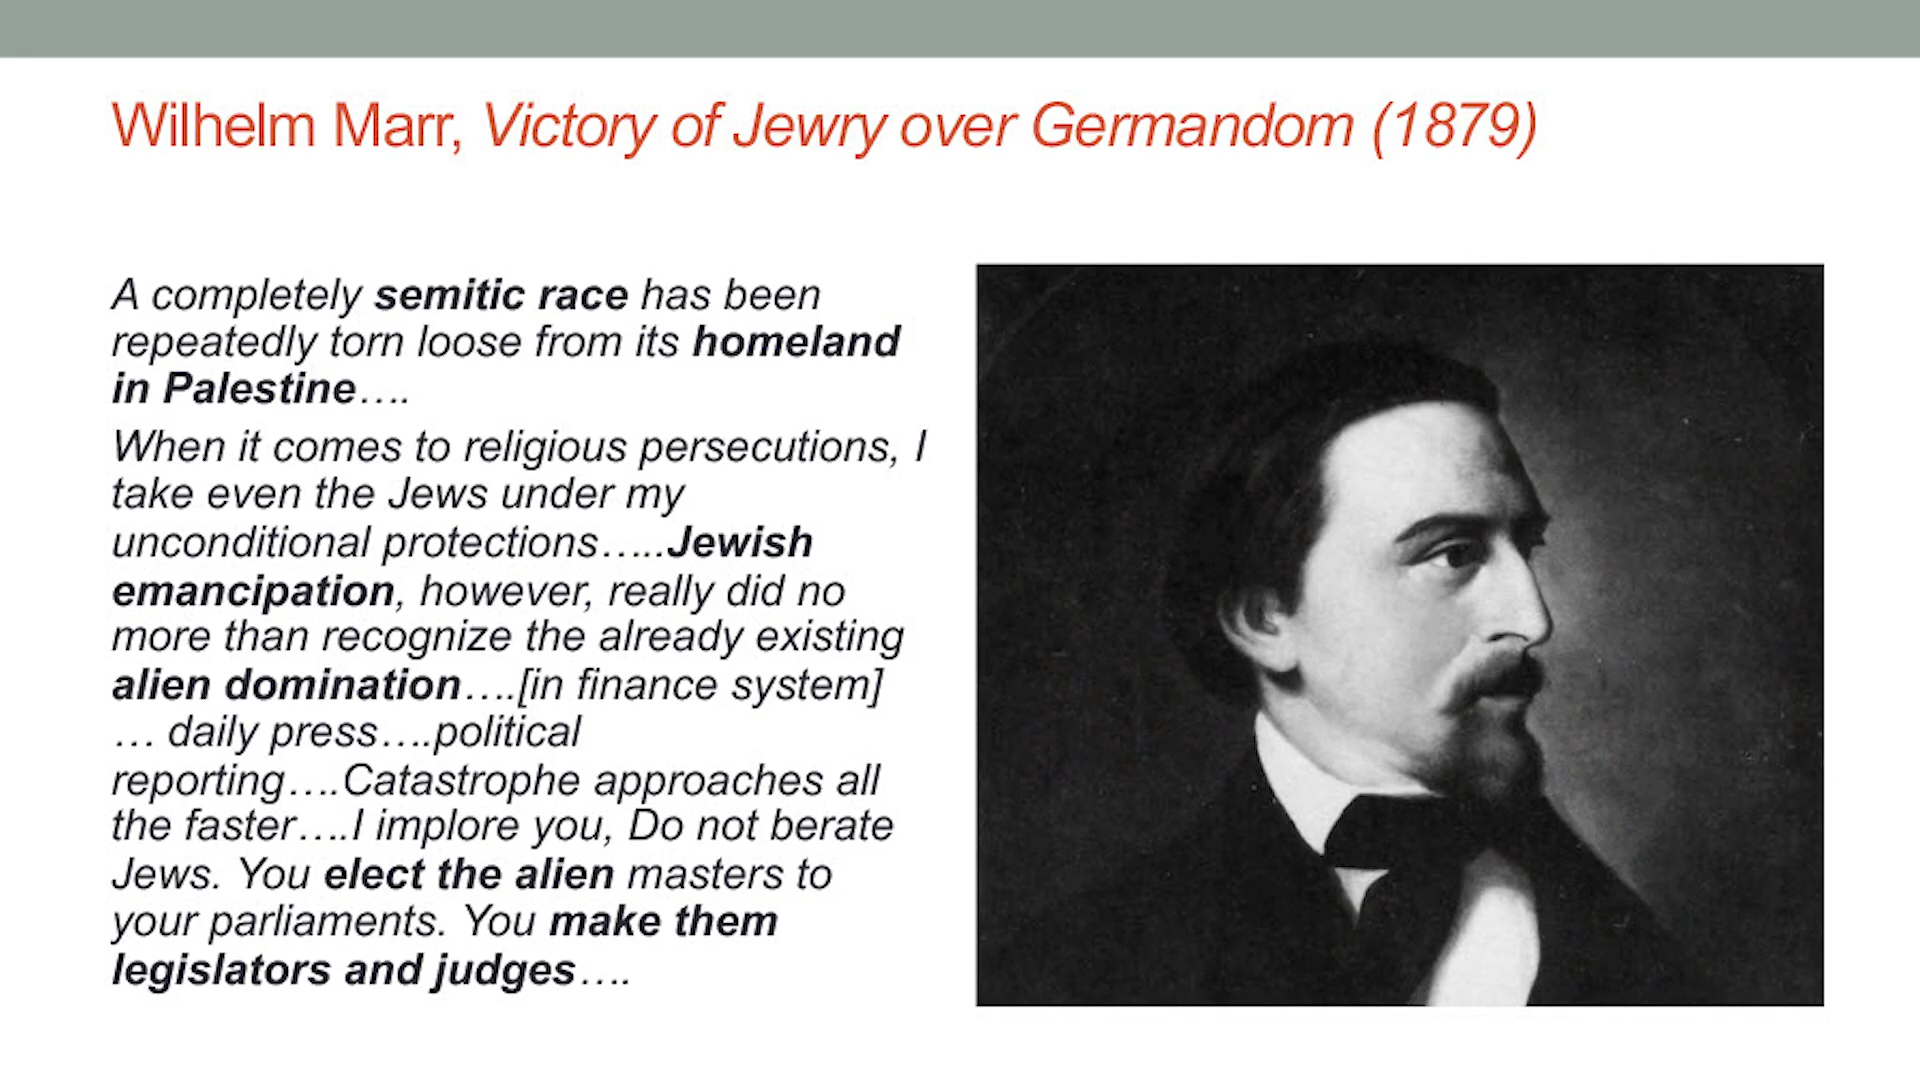 Wilhelm Marr, Victory of Jewry over Germandom (1879)
A completely semitic race has been
repeatedly torn loose from its homeland
in Palestine….
When it comes to religious persecutions, I
take even the Jews under my
unconditional protections…..Jewish
emancipation, however, really did no
more than recognize the already existing
alien domination….[in finance system]
… daily press….political
reporting….Catastrophe approaches all
the faster….I implore you, Do not berate
Jews. You elect the alien masters to
your parliaments. You make them
legislators and judges….